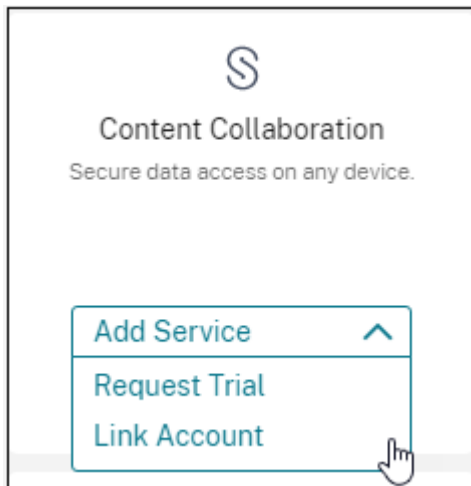 Content Collaboration
Secure data access on any device.
Add Service
Request Trial
Link Account